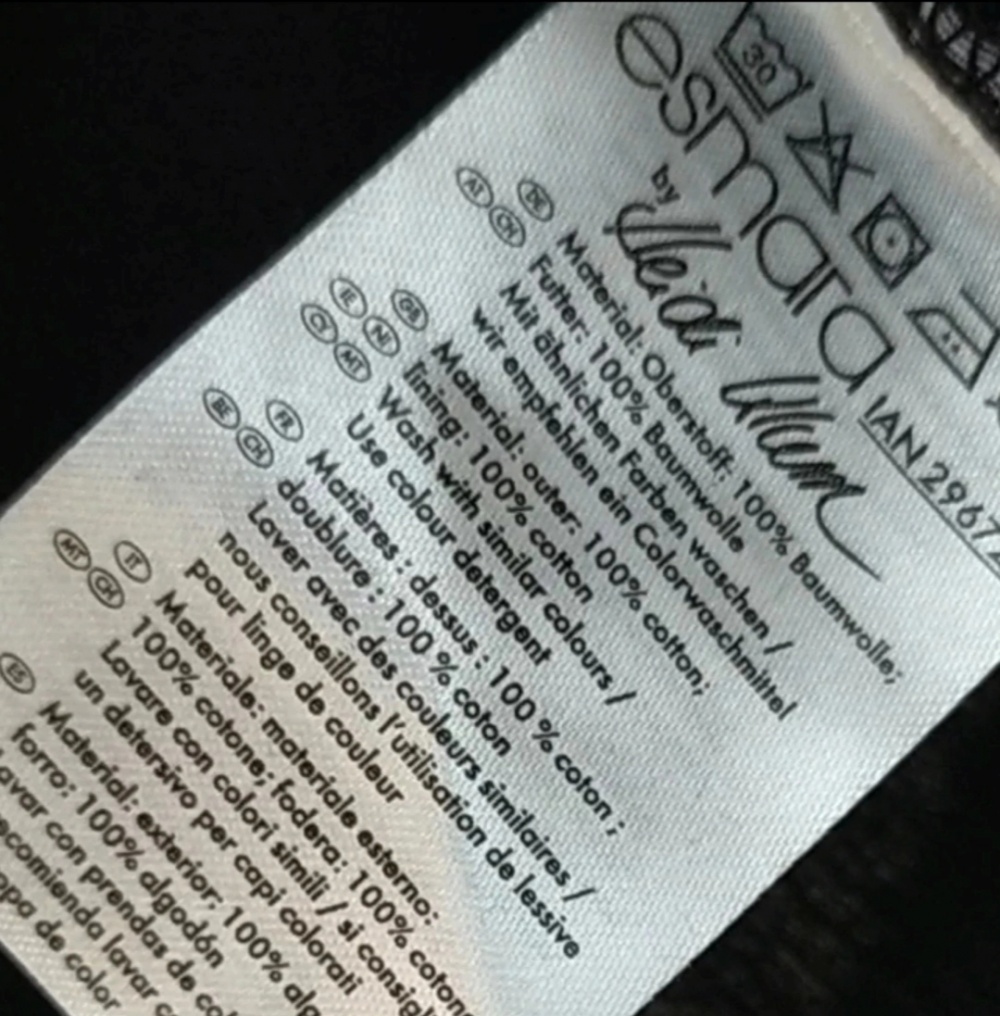 30
esmara
by Heidi Klum
IAN 2967
DE
AT CH
Material: Oberstoff: 100% Baumwolle;
Futter: 100% Baumwolle
Mit ähnlichen Farben waschen /
wir empfehlen ein Colorwaschmittel
GB
IE NI
CY MT
Material: outer: 100% cotton;
lining: 100% cotton
Wash with similar colours /
Use colour detergent
FR
BE CH
Matières : dessus : 100 % coton ;
doublure : 100 % coton
Laver avec des couleurs similaires /
nous conseillons l'utilisation de lessive
pour linge de couleur
IT
MT CH
Materiale: materiale esterno:
100% cotone; fodera: 100% cotone
Lavare con colori simili / si consigl
un detersivo per capi colorati
ES
Material: exterior: 100% alg
forro: 100% algodón
avar con prendas de co
ecomienda lavar c
opa de color